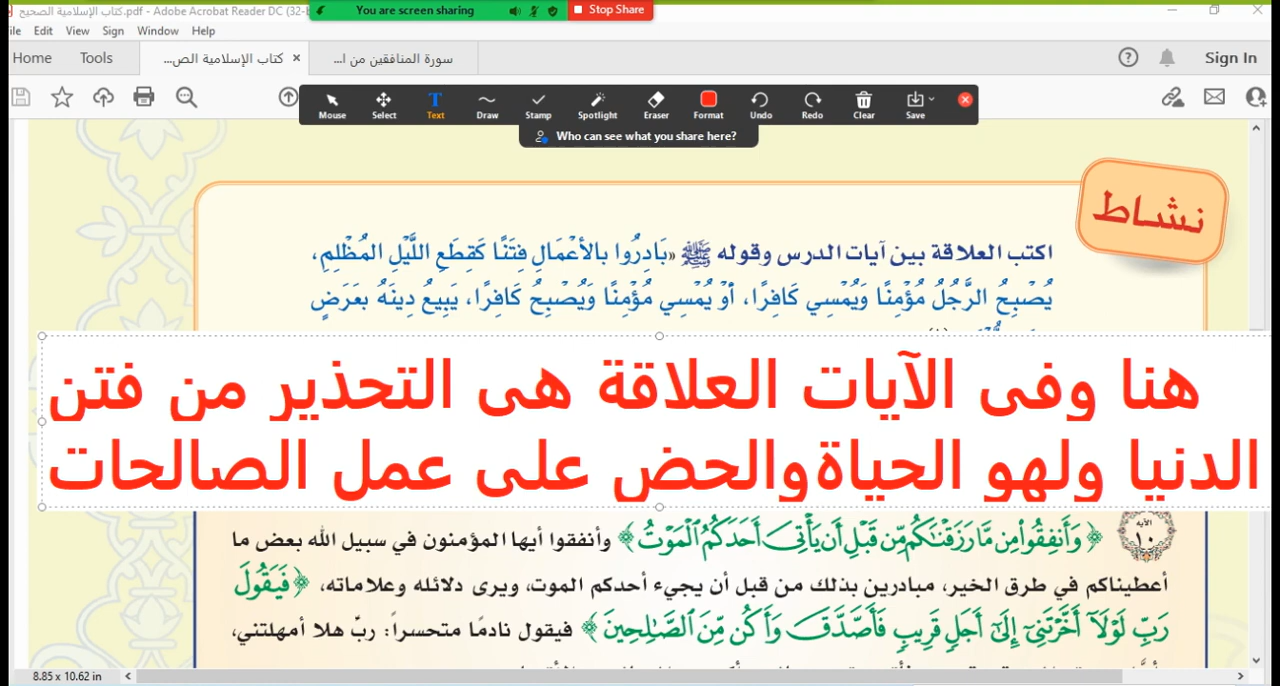 كتاب الإسلامية الصحيح.pdf - Adobe Acrobat Reader DC (32-b
You are screen sharing
Stop Share
ile Edit View Sign Window Help
Home Tools
كتاب الإسلامية الص... ×
سورة المنافقين من ا...
Sign In
Mouse Select Text Draw Stamp Spotlight Eraser Format Undo Redo Clear Save
Who can see what you share here?
نشاط
اكتب العلاقة بين آيات الدرس وقوله ﷺ «بَادِرُوا بالأعْمَالِ فِتَنًا كَقِطَعِ اللَّيْلِ المُظْلِمِ،
يُصْبِحُ الرَّجُلُ مُؤْمِنًا وَيُمْسِي كَافِرًا، أَوْ يُمْسِي مُؤْمِنًا وَيُصْبِحُ كَافِرًا، يَبِيعُ دِينَهُ بعَرَضٍ
هنا وفى الآيات العلاقة هى التحذير من فتن
الدنيا ولهو الحياة والحض على عمل الصالحات
الآية
١٠
﴿وَأَنفِقُوا۟ مِن مَّا رَزَقْنَٰكُم مِّن قَبْلِ أَن يَأْتِىَ أَحَدَكُمُ ٱلْمَوْتُ﴾ وأنفقوا أيها المؤمنون في سبيل الله بعض ما
أعطيناكم في طرق الخير، مبادرين بذلك من قبل أن يجيء أحدكم الموت، ويرى دلائله وعلاماته، ﴿فَيَقُولَ
رَبِّ لَوْلَآ أَخَّرْتَنِىٓ إِلَىٰٓ أَجَلٍ قَرِيبٍ فَأَصَّدَّقَ وَأَكُن مِّنَ ٱلصَّٰلِحِينَ﴾ فيقول نادمًا متحسراً: ربِّ هلا أمهلتني،
8.85 x 10.62 in